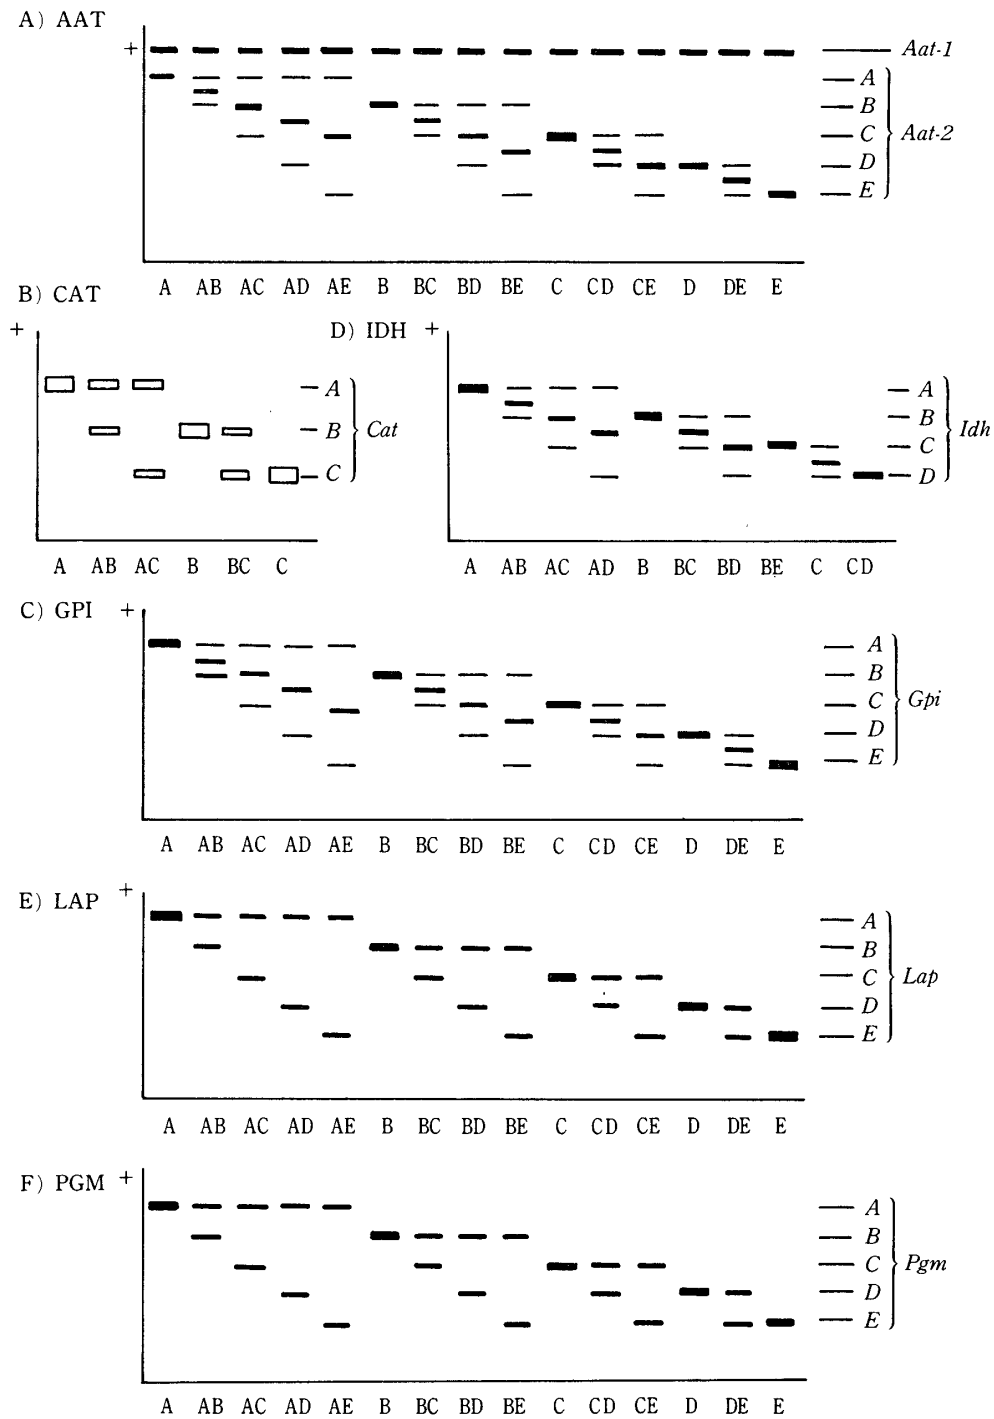 A) AAT
+
Aat-1
A
B
C
D
E
Aat-2
A AB AC AD AE B BC BD BE C CD CE D DE E
B) CAT
+
A
B
C
Cat
A AB AC B BC C
D) IDH +
A
B
C
D
Idh
A AB AC AD B BC BD BE C CD
C) GPI +
A
B
C
D
E
Gpi
A AB AC AD AE B BC BD BE C CD CE D DE E
E) LAP +
A
B
C
D
E
Lap
A AB AC AD AE B BC BD BE C CD CE D DE E
F) PGM +
A
B
C
D
E
Pgm
A AB AC AD AE B BC BD BE C CD CE D DE E